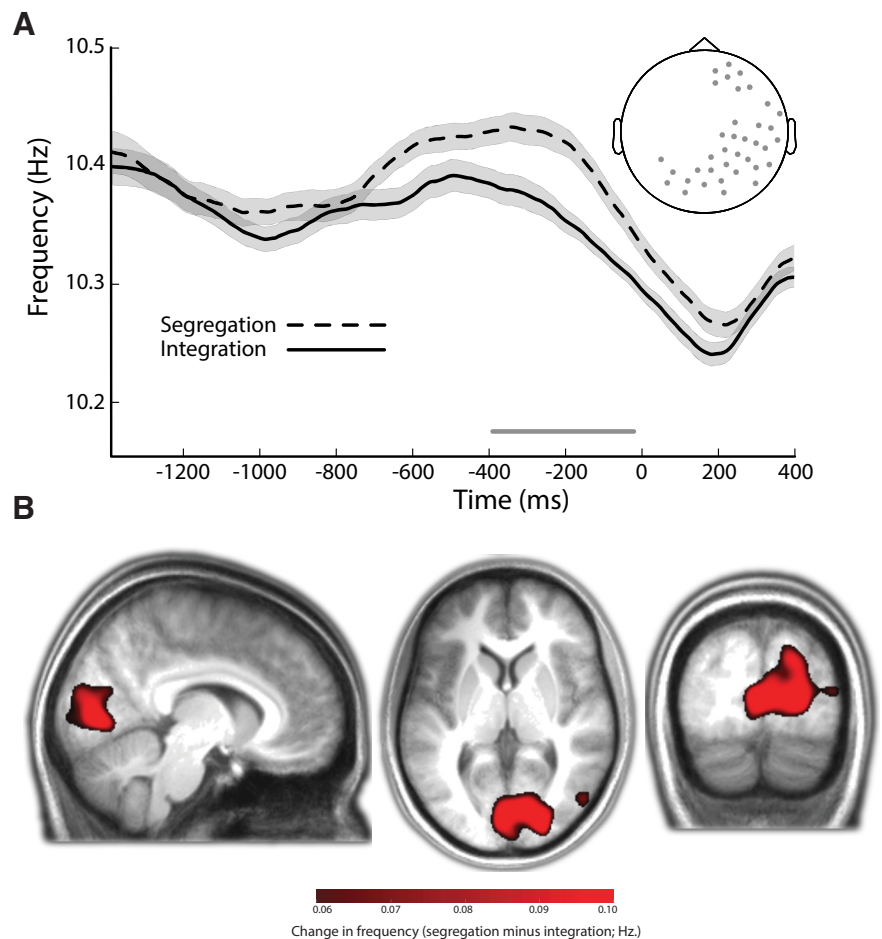 A
10.5
10.4
10.3
10.2
Frequency (Hz)
Segregation
Integration
-1200 -1000 -800 -600 -400 -200 0 200 400
Time (ms)
B
0.06 0.07 0.08 0.09 0.10
Change in frequency (segregation minus integration; Hz.)